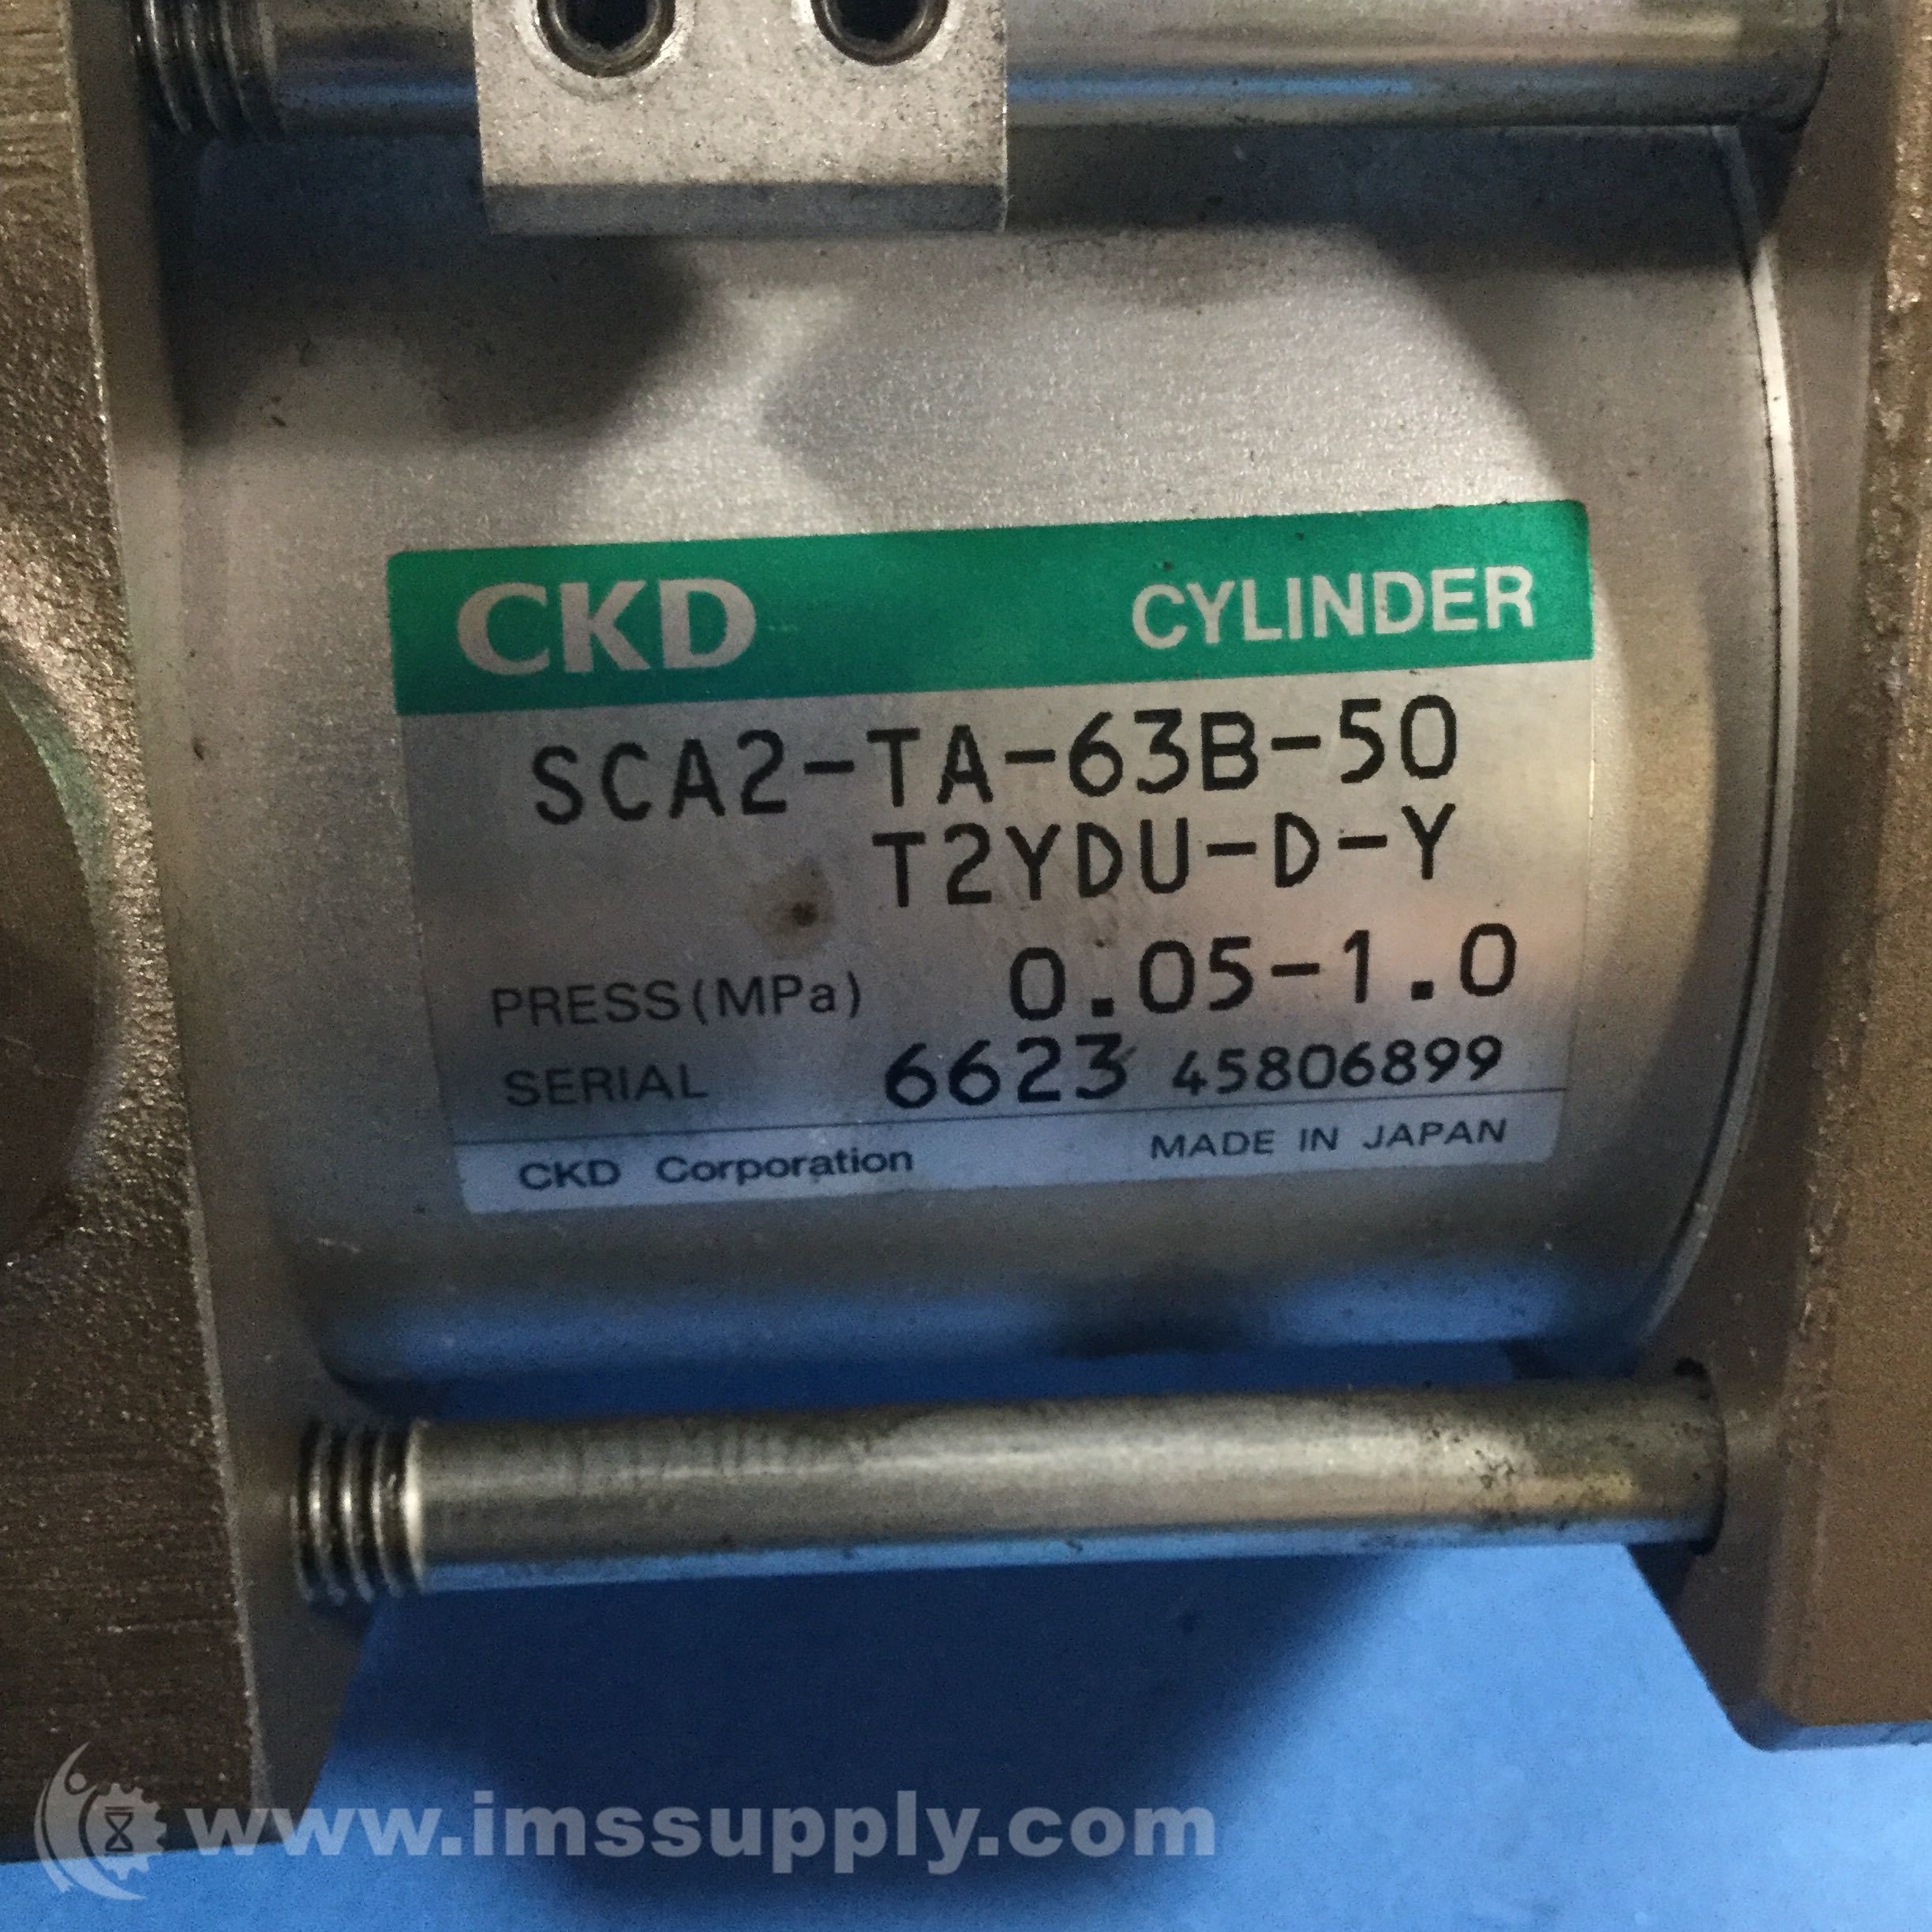 CKD CYLINDER
SCA2-TA-63B-50
T2YDU-D-Y
PRESS(MPa) 0.05-1.0
SERIAL 6623 45806899
CKD Corporation MADE IN JAPAN
www.imssupply.com